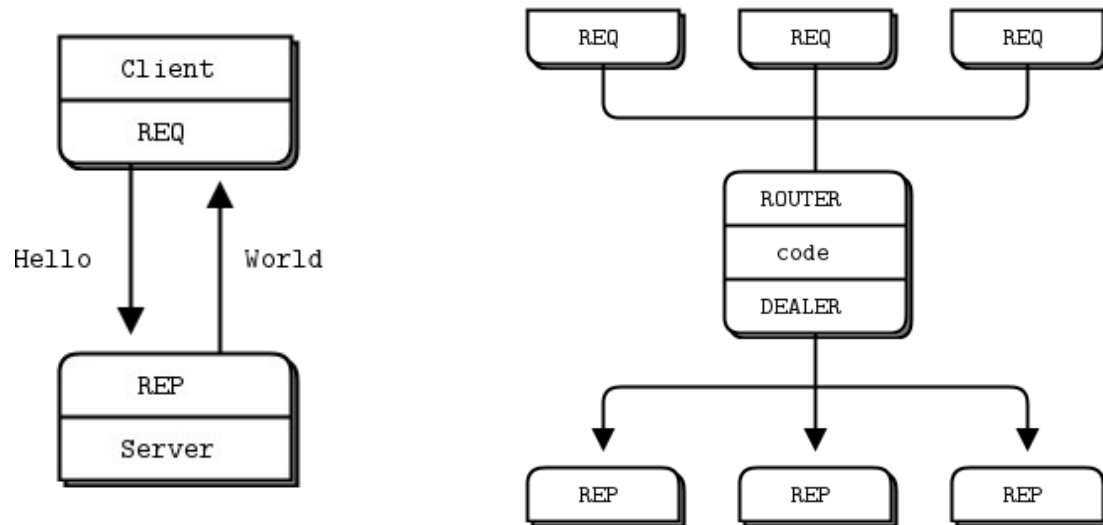 Client
REQ
Hello
World
REP
Server
REQ
REQ
REQ
ROUTER
code
DEALER
REP
REP
REP